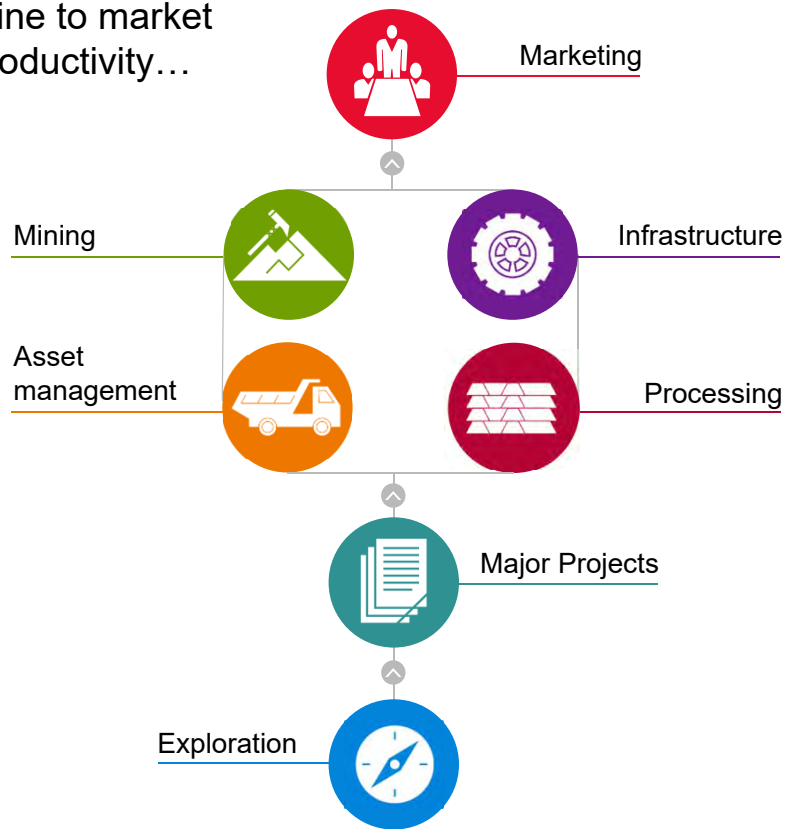 ine to market
oductivity…
Marketing
Mining
Infrastructure
Asset
management
Processing
Major Projects
Exploration